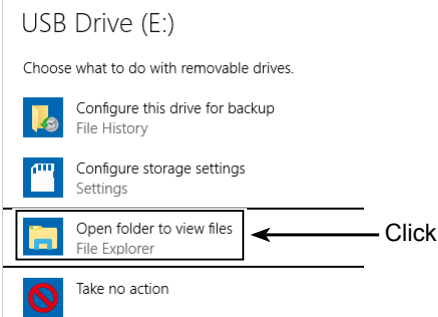 USB Drive (E:)
Choose what to do with removable drives.
Configure this drive for backup
File History
Configure storage settings
Settings
Open folder to view files
File Explorer
Click
Take no action